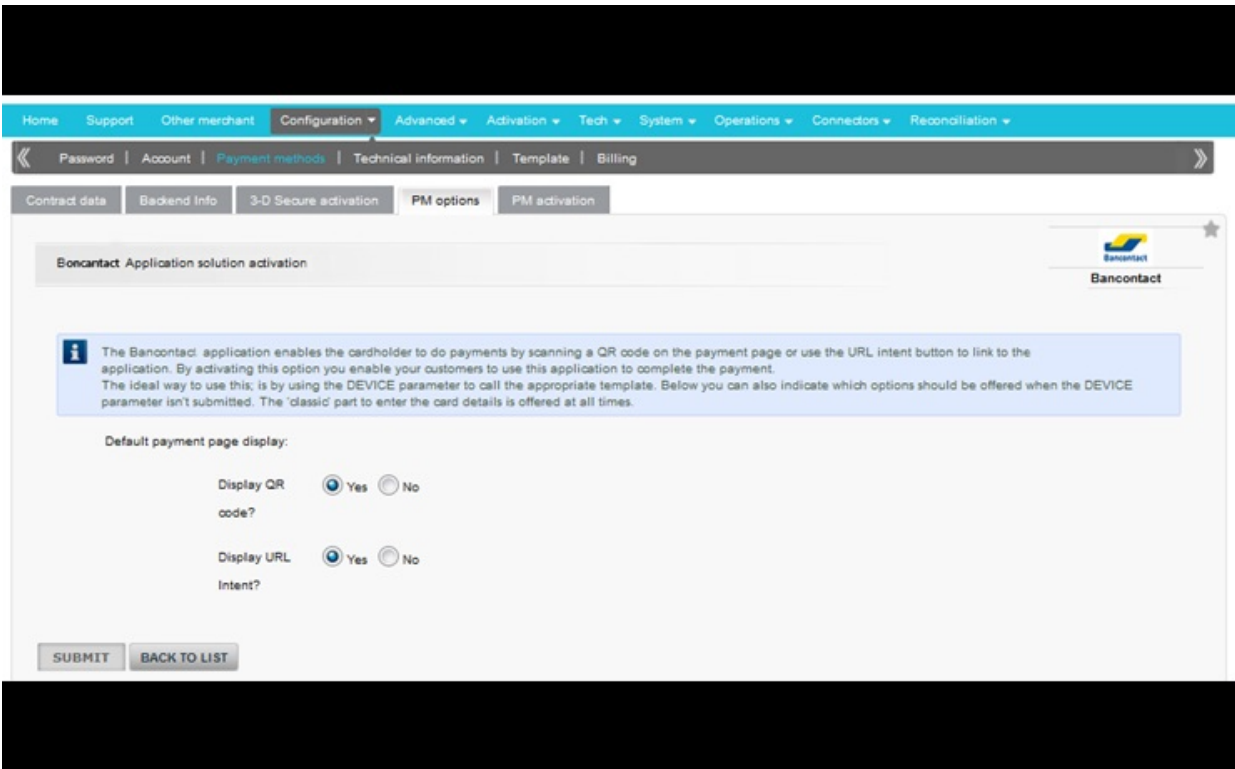 Home Support Other merchant Configuration Advanced Activation Tech System Operations Connectors Reconciliation
Password | Account | Payment methods | Technical information | Template | Billing
Contract data Backend Info 3-D Secure activation PM options PM activation
Bancontact
Boncantact Application solution activation
Bancontact
The Bancontact application enables the cardholder to do payments by scanning a QR code on the payment page or use the URL intent button to link to the
application. By activating this option you enable your customers to use this application to complete the payment.
The ideal way to use this; is by using the DEVICE parameter to call the appropriate template. Below you can also indicate which options should be offered when the DEVICE
parameter isn't submitted. The 'classic' part to enter the card details is offered at all times.
Default payment page display:
Display QR Yes No
code?
Display URL Yes No
Intent?
SUBMIT BACK TO LIST